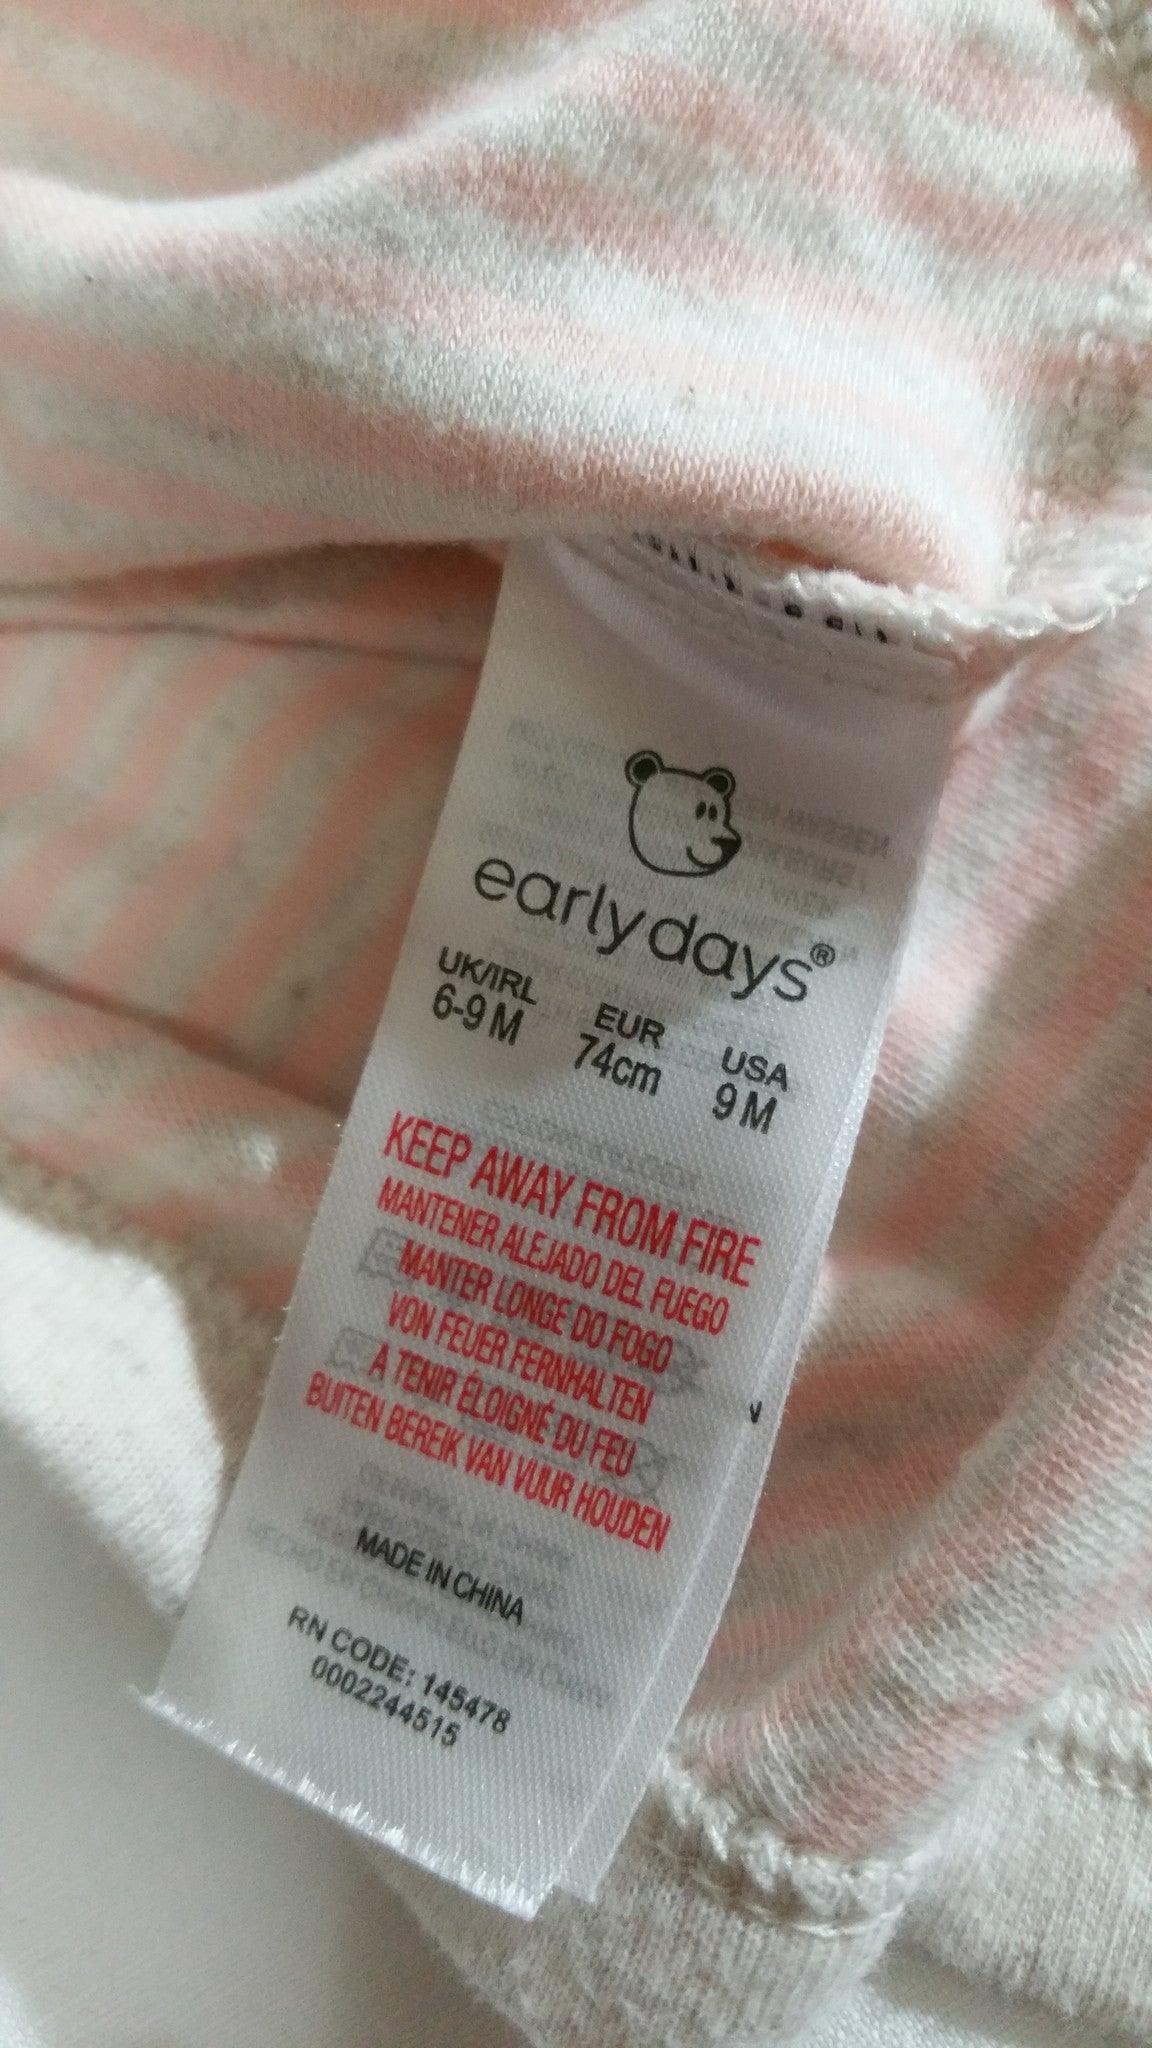 early days®
UK/IRL EUR USA
6-9 M 74cm 9 M
KEEP AWAY FROM FIRE
MANTENER ALEJADO DEL FUEGO
MANTER LONGE DO FOGO
VON FEUER FERNHALTEN
A TENIR ÉLOIGNÉ DU FEU
BUITEN BEREIK VAN VUUR HOUDEN
MADE IN CHINA
RN CODE: 145478
0002244515